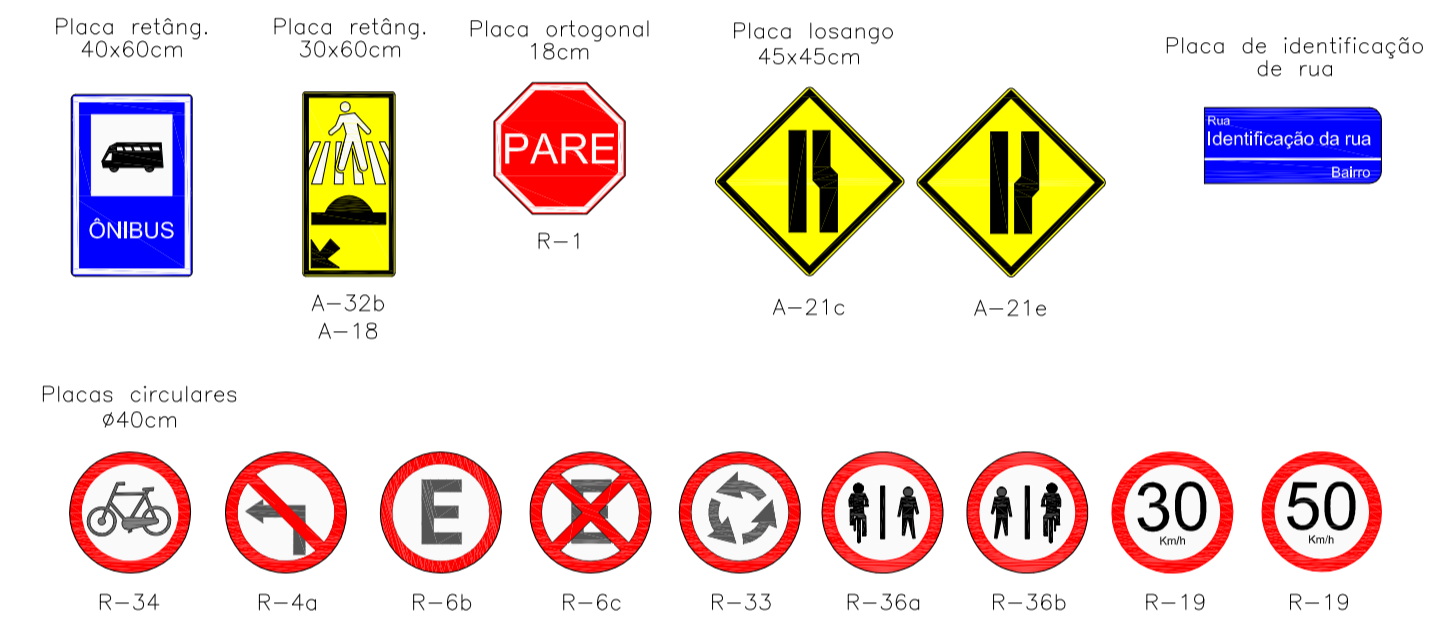 Placa retâng.
40x60cm
ÔNIBUS
Placa retâng.
30x60cm
A-32b
A-18
Placa ortogonal
18cm
PARE
R-1
Placa losango
45x45cm
A-21c
A-21e
Placa de identificação
de rua
Rua
Identificação da rua
Bairro
Placas circulares
ø40cm
R-34
R-4a
E
R-6b
E
R-6c
R-33
R-36a
R-36b
30
Km/h
R-19
50
Km/h
R-19